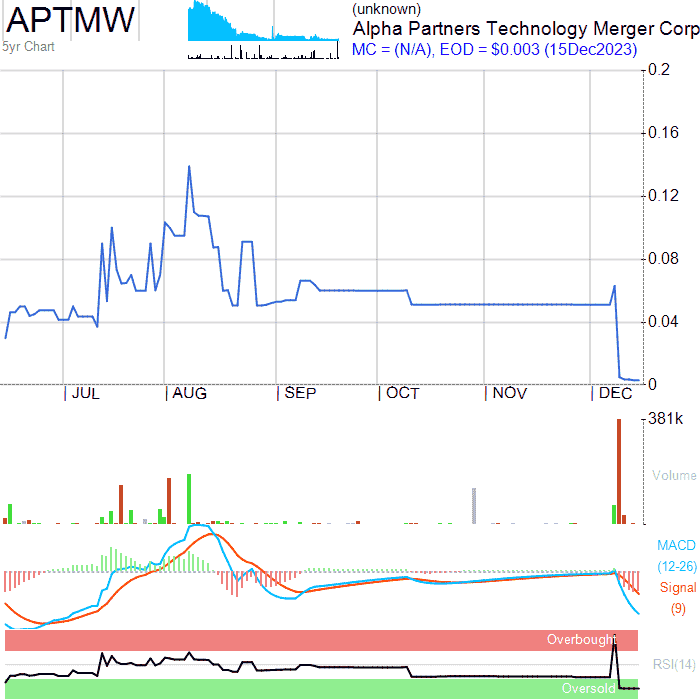 APTMW
5yr Chart
(unknown)
Alpha Partners Technology Merger Corp
MC = (N/A), EOD = $0.003 (15Dec2023)
0.2
0.16
0.12
0.08
0.04
0
JUL AUG SEP OCT NOV DEC
381k
Volume
MACD
(12-26)
Signal
(9)
Overbought
RSI(14)
Oversold